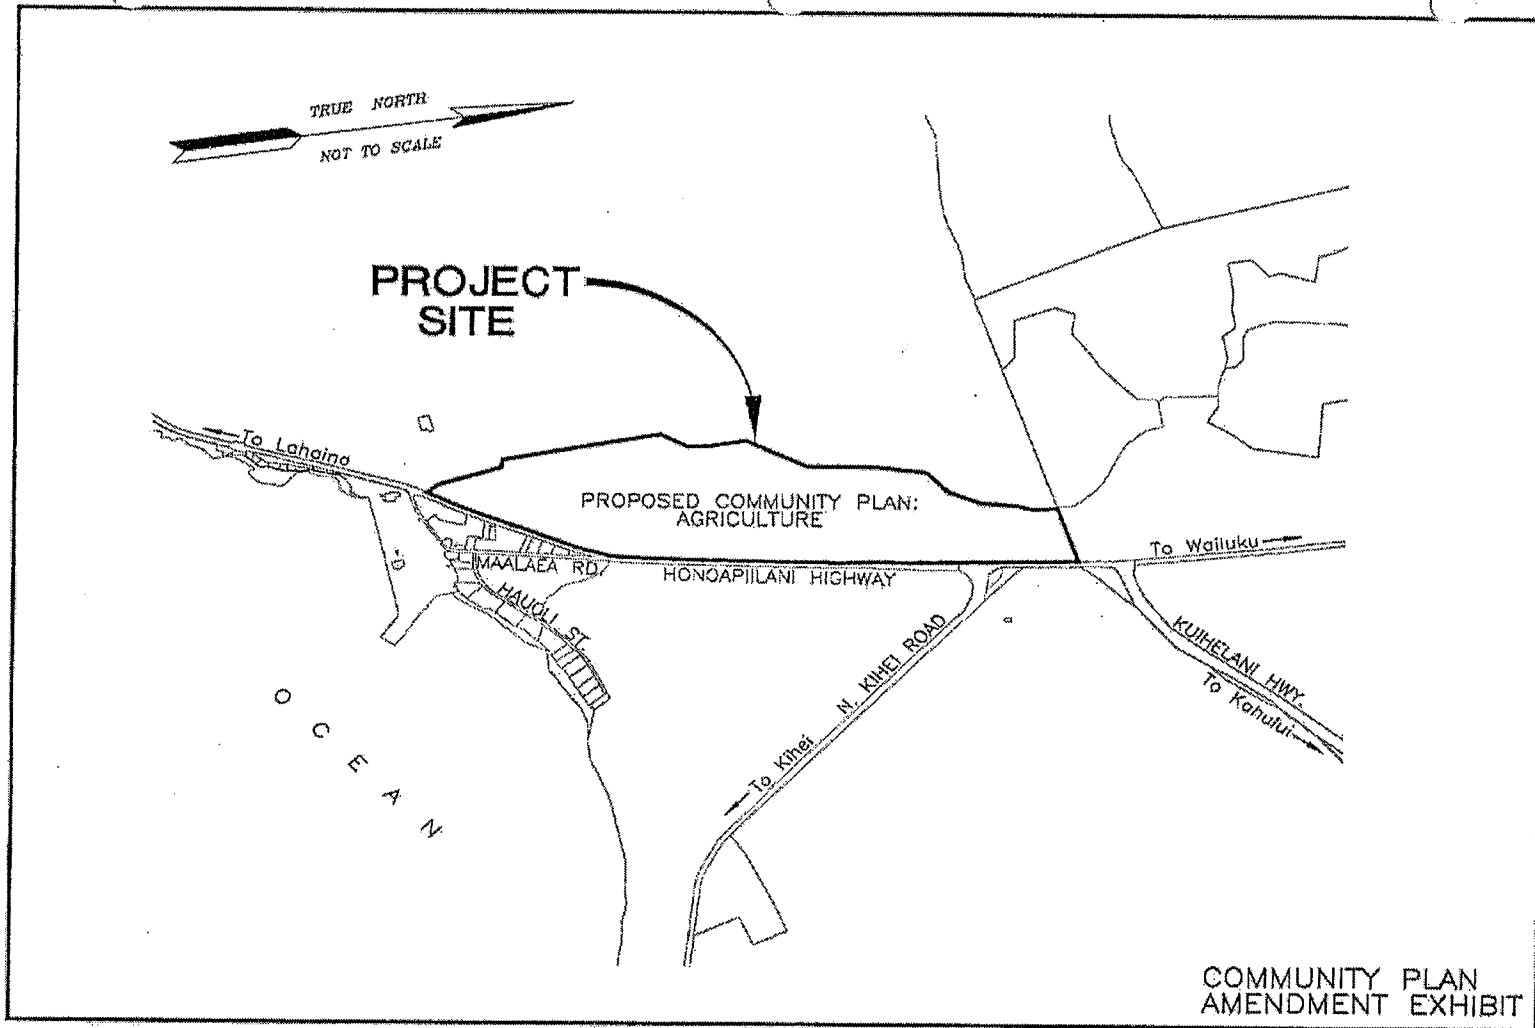 TRUE NORTH
NOT TO SCALE
PROJECT
SITE
To Lahaina
PROPOSED COMMUNITY PLAN:
AGRICULTURE
To Wailuku
MAALAEA RD.
HONOAPIILANI HIGHWAY
HAUOLI ST.
N. KIHEI ROAD
KUIHELANI HWY.
To Kahului
To Kihei
OCEAN
COMMUNITY PLAN
AMENDMENT EXHIBIT